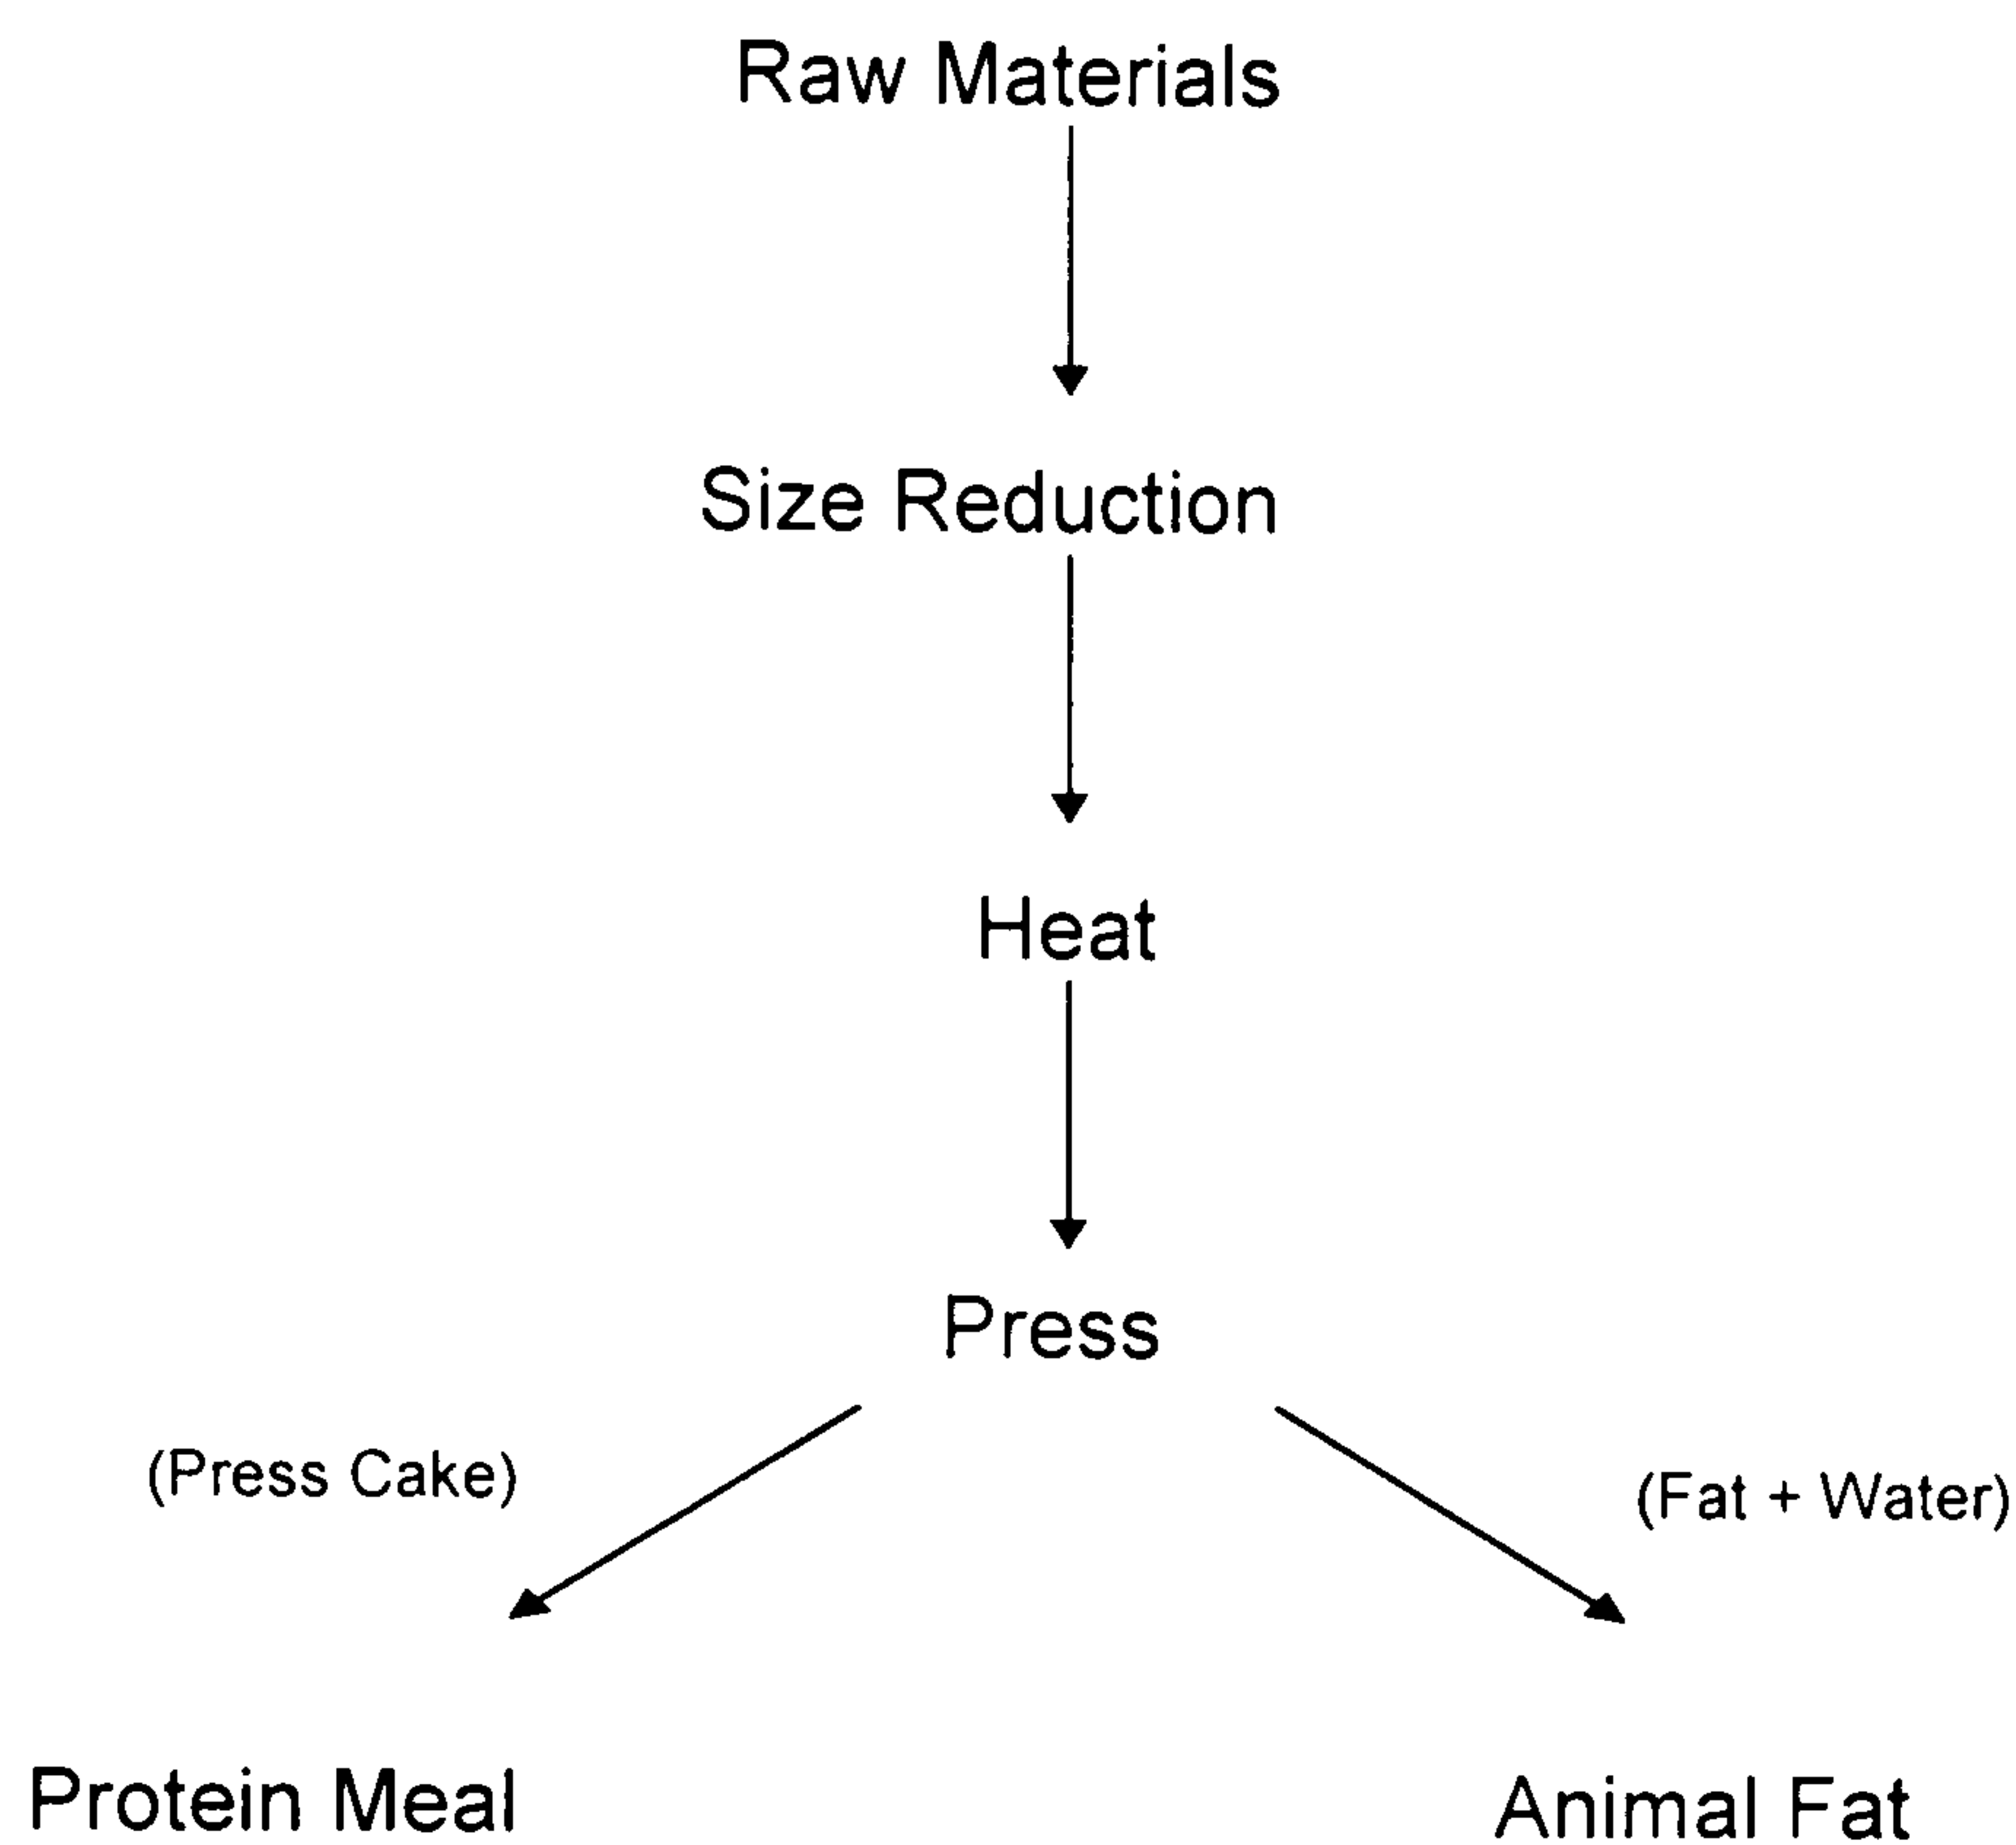 Raw Materials
Size Reduction
Heat
Press
(Press Cake)
(Fat + Water)
Protein Meal
Animal Fat